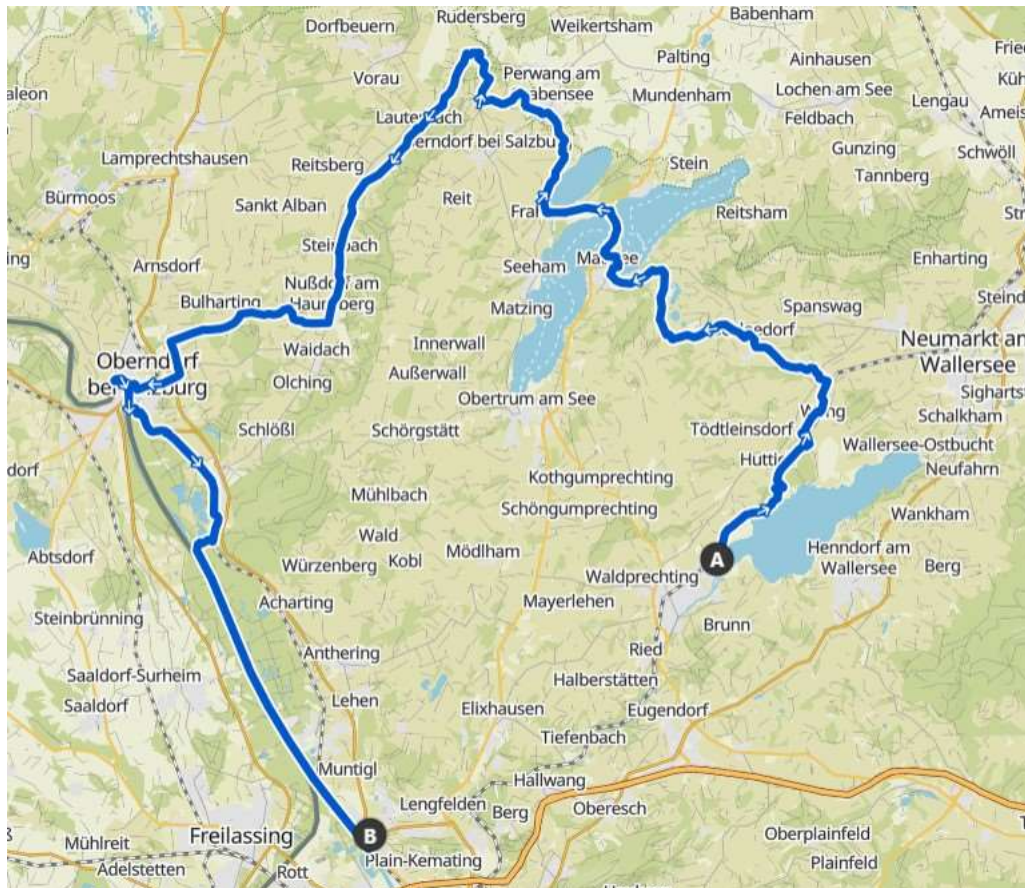 Rudersberg
Babenham
Dorfbeuern
Weikertsham
Palting
Ainhausen
Vorau
Perwang am
Lochen am See
Mundenham
Lengau
Feldbach
Gunzing
Schwöll
Lamprechtshausen
Reitsberg
Stein
Tannberg
Bürmoos
Sankt Alban
Reit
Reitsham
Enharting
Arnsdorf
Seeham
Nußdorf am
Bulharting
Matzing
Spanswag
Neumarkt am
Wallersee
Innerwall
Waidach
Oberndorf
Außerwall
Olching
Obertrum am See
Schalkham
Schlößl
Schörgstätt
Tödtleinsdorf
Wallersee-Ostbucht
Neufahrn
Kothgumprechting
Mühlbach
Schöngumprechting
Wankham
Wald
Abtsdorf
Kobl
Mödlham
Würzenberg
A
Henndorf am
Wallersee
Berg
Waldprechting
Acharting
Mayerlehen
Steinbrünning
Brunn
Anthering
Ried
Saaldorf-Surheim
Halberstätten
Saaldorf
Lehen
Elixhausen
Eugendorf
Tiefenbach
Muntigl
Hallwang
Lengfelden
Berg
Oberesch
B
Freilassing
Oberplainfeld
Mühlreit
Plain-Kemating
Plainfeld
Adelstetten
Rott